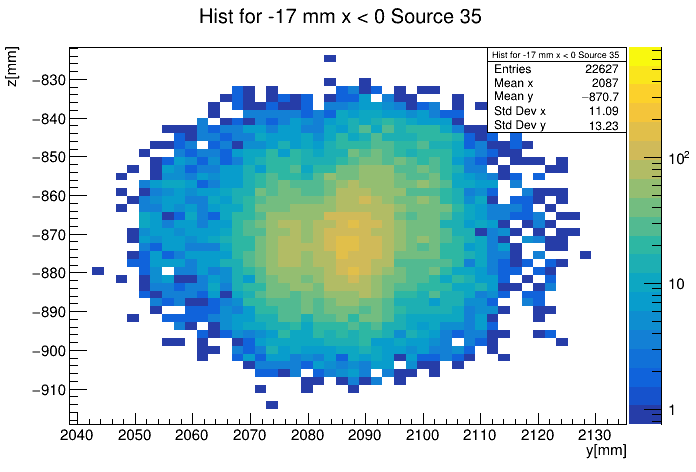 Hist for -17 mm x < 0 Source 35
z[mm]
Hist for -17 mm x < 0 Source 35
Entries 22627
Mean x 2087
Mean y −870.7
Std Dev x 11.09
Std Dev y 13.23
−830
−840
−850
−860
−870
−880
−890
−900
−910
10²
10
1
2040 2050 2060 2070 2080 2090 2100 2110 2120 2130
y[mm]